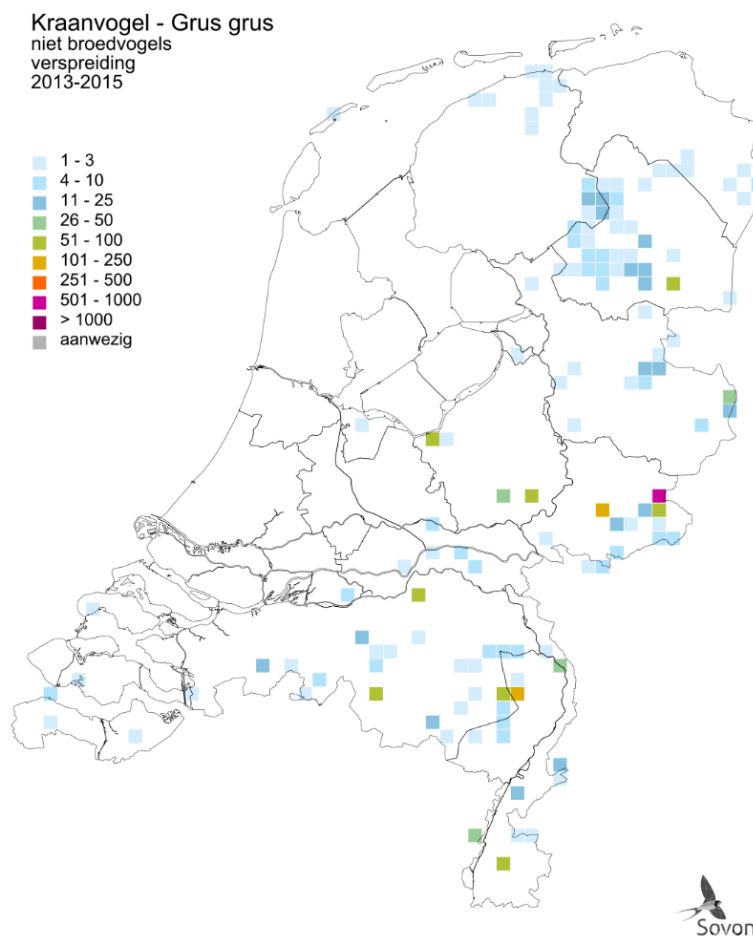 Kraanvogel - Grus grus
niet broedvogels
verspreiding
2013-2015
1 - 3
4 - 10
11 - 25
26 - 50
51 - 100
101 - 250
251 - 500
501 - 1000
> 1000
aanwezig
Sovon